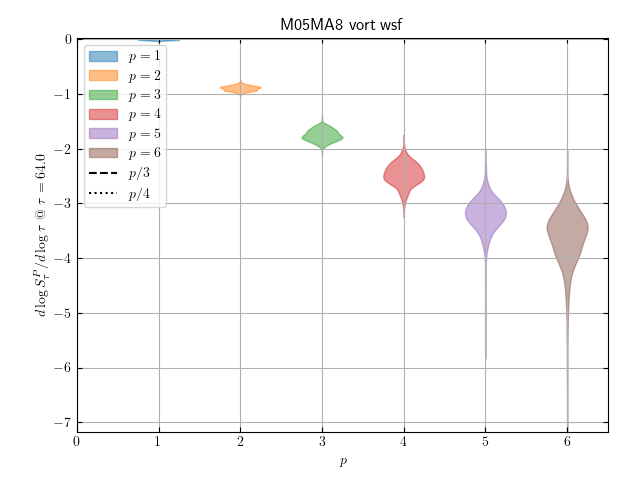 M05MA8 vort wsf
d log S_τ^P / d log τ @ τ = 64.0
0
−1
−2
−3
−4
−5
−6
−7
p = 1
p = 2
p = 3
p = 4
p = 5
p = 6
p/3
p/4
0 1 2 3 4 5 6
p